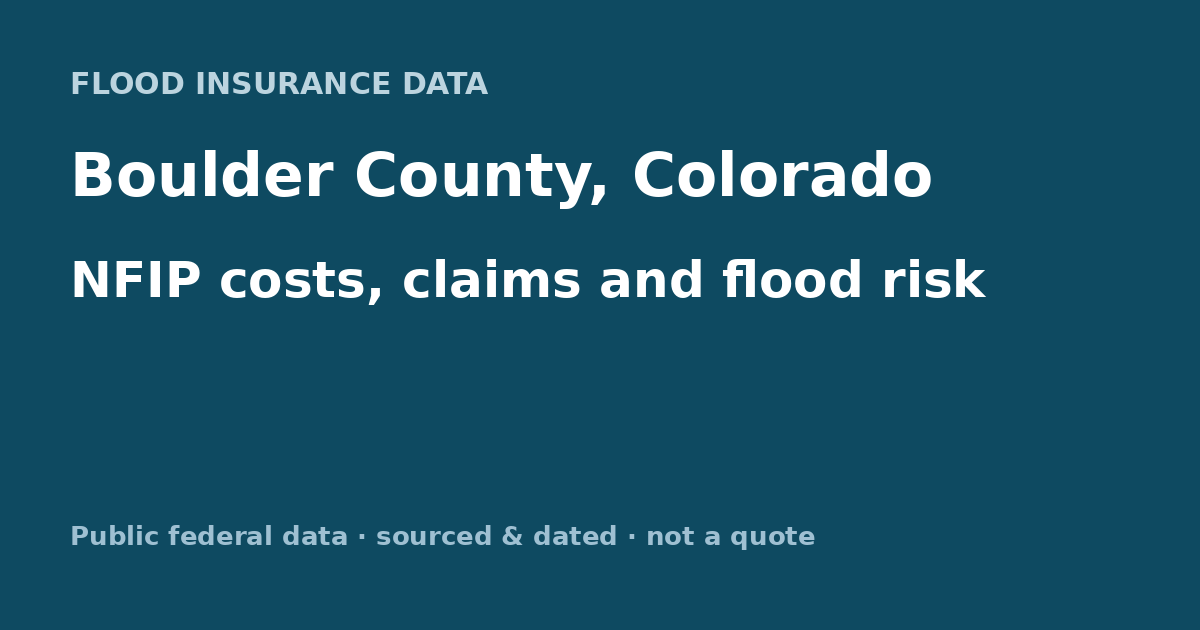 FLOOD INSURANCE DATA
Boulder County, Colorado
NFIP costs, claims and flood risk
Public federal data · sourced & dated · not a quote